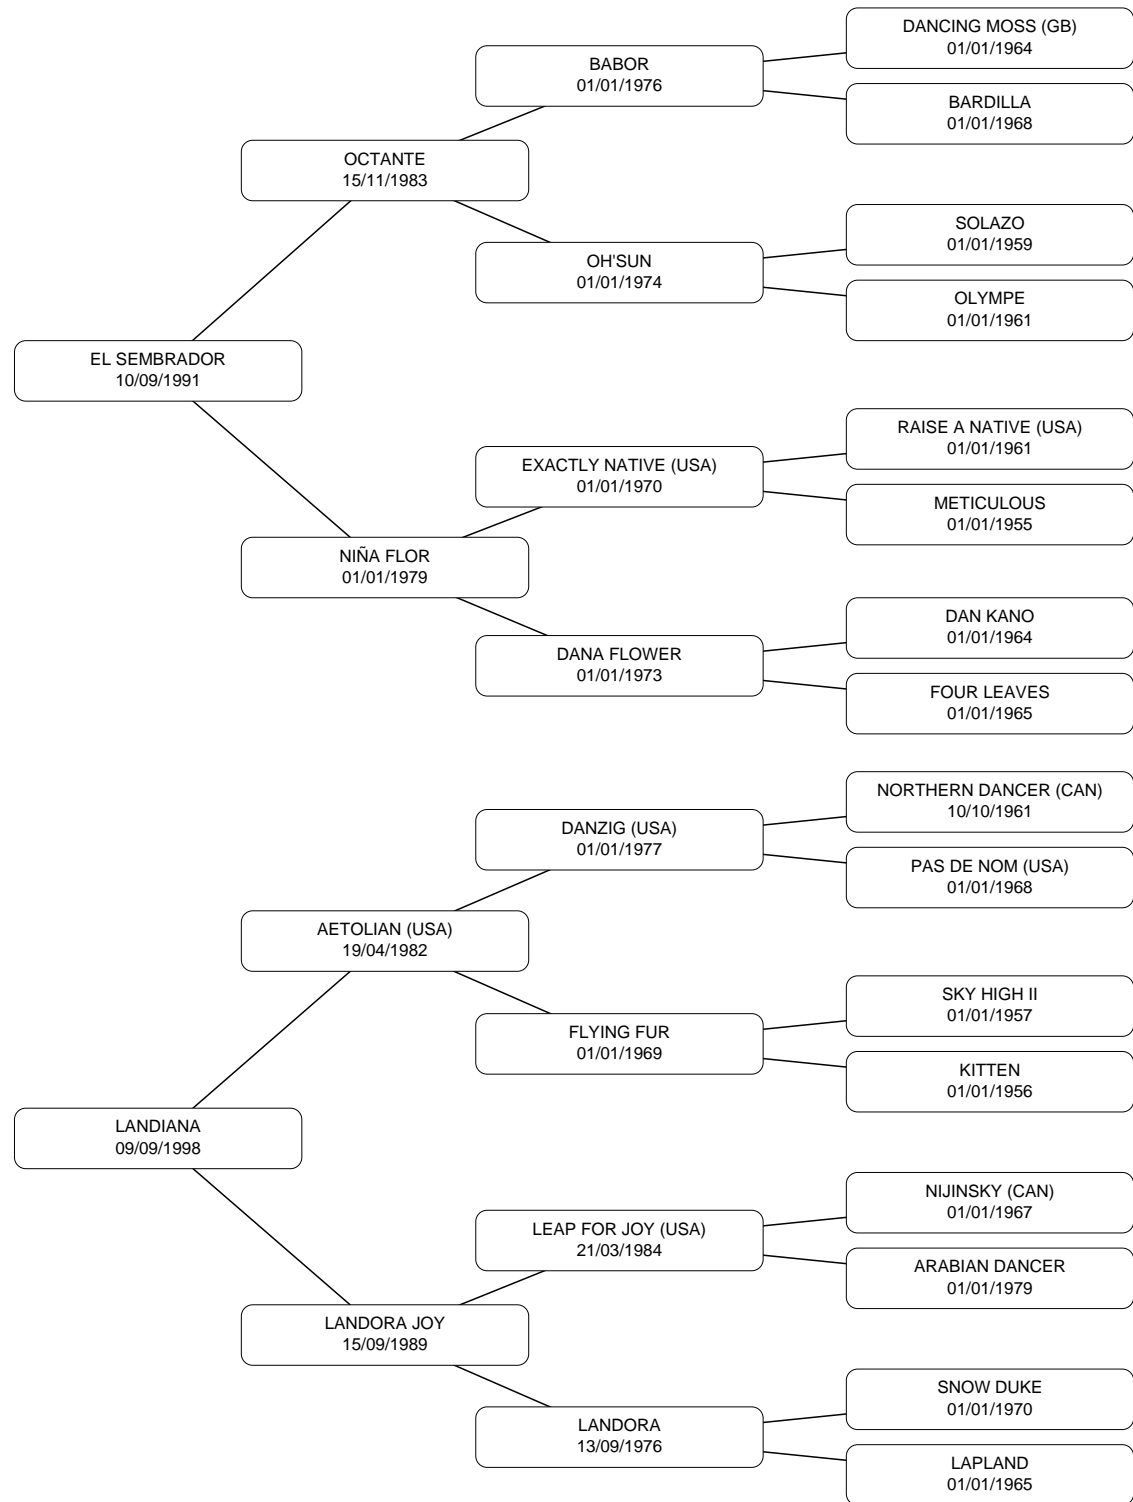 DANCING MOSS (GB)
01/01/1964
BABOR
01/01/1976
BARDILLA
01/01/1968
OCTANTE
15/11/1983
SOLAZO
01/01/1959
OH'SUN
01/01/1974
OLYMPE
01/01/1961
EL SEMBRADOR
10/09/1991
RAISE A NATIVE (USA)
01/01/1961
EXACTLY NATIVE (USA)
01/01/1970
METICULOUS
01/01/1955
NIÑA FLOR
01/01/1979
DAN KANO
01/01/1964
DANA FLOWER
01/01/1973
FOUR LEAVES
01/01/1965
NORTHERN DANCER (CAN)
10/10/1961
DANZIG (USA)
01/01/1977
PAS DE NOM (USA)
01/01/1968
AETOLIAN (USA)
19/04/1982
SKY HIGH II
01/01/1957
FLYING FUR
01/01/1969
KITTEN
01/01/1956
LANDIANA
09/09/1998
NIJINSKY (CAN)
01/01/1967
LEAP FOR JOY (USA)
21/03/1984
ARABIAN DANCER
01/01/1979
LANDORA JOY
15/09/1989
SNOW DUKE
01/01/1970
LANDORA
13/09/1976
LAPLAND
01/01/1965